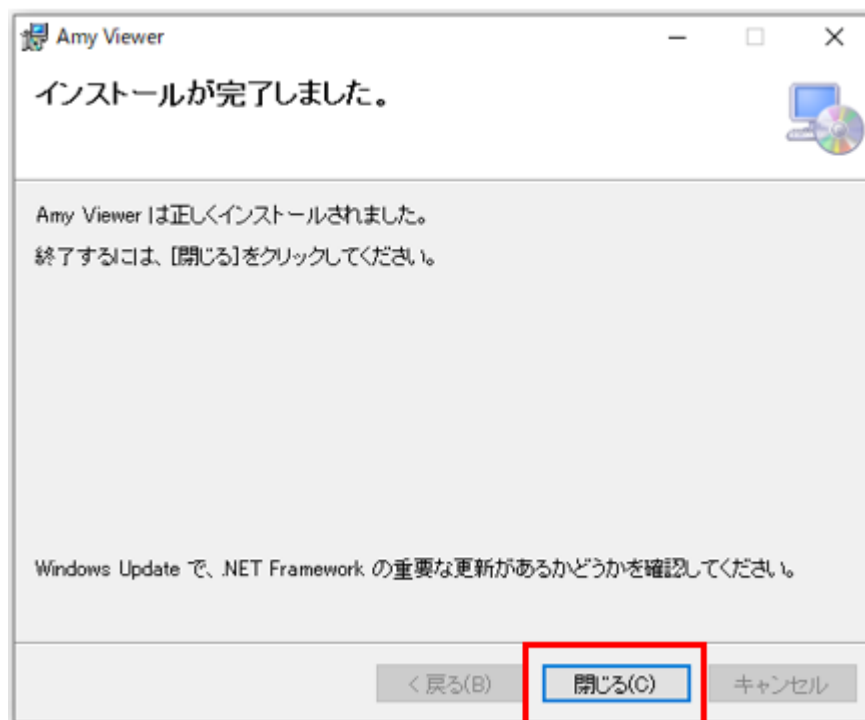 Amy Viewer
インストールが完了しました。
Amy Viewer は正しくインストールされました。
終了するには、[閉じる]をクリックしてください。
Windows Update で、.NET Framework の重要な更新があるかどうかを確認してください。
< 戻る(B)
閉じる(C)
キャンセル